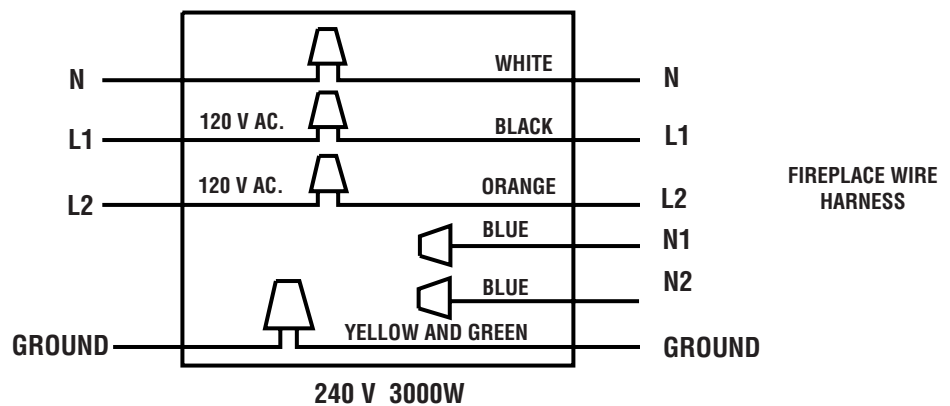 N WHITE N
L1 120 V AC. BLACK L1
L2 120 V AC. ORANGE L2
FIREPLACE WIRE
HARNESS
BLUE N1
BLUE N2
GROUND YELLOW AND GREEN GROUND
240 V 3000W